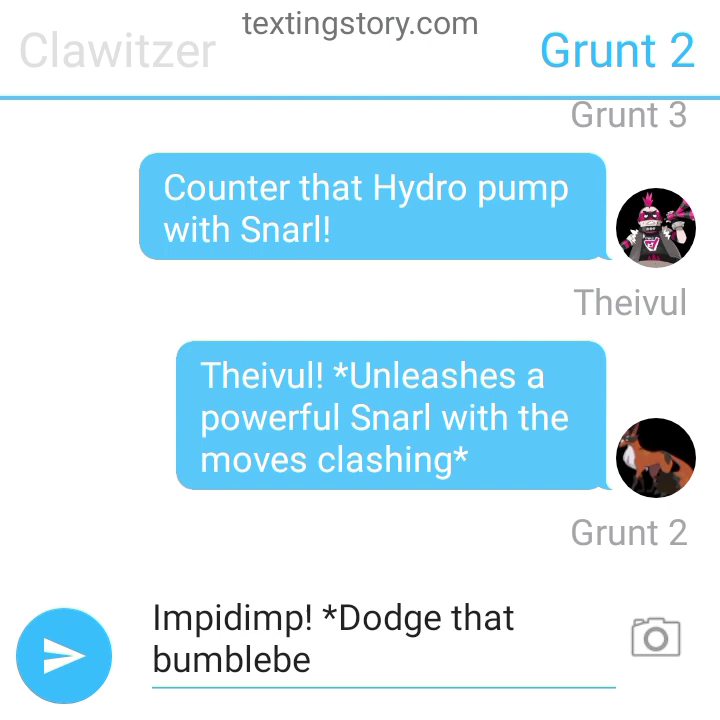 textingstory.com
Clawitzer
Grunt 2
Grunt 3
Counter that Hydro pump
with Snarl!
Theivul
Theivul! *Unleashes a
powerful Snarl with the
moves clashing*
Grunt 2
Impidimp! *Dodge that
bumblebe